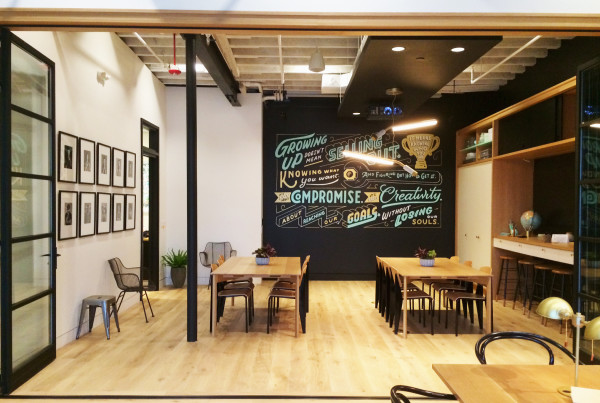 GROWING
UP DOESN'T MEAN SELLING OUT.
KNOWING WHAT
you want AND FIGURING OUT HOW TO GET IT.
COMPROMISE. Creativity.
ABOUT REACHING OUR GOALS WITHOUT LOSING OUR SOULS.